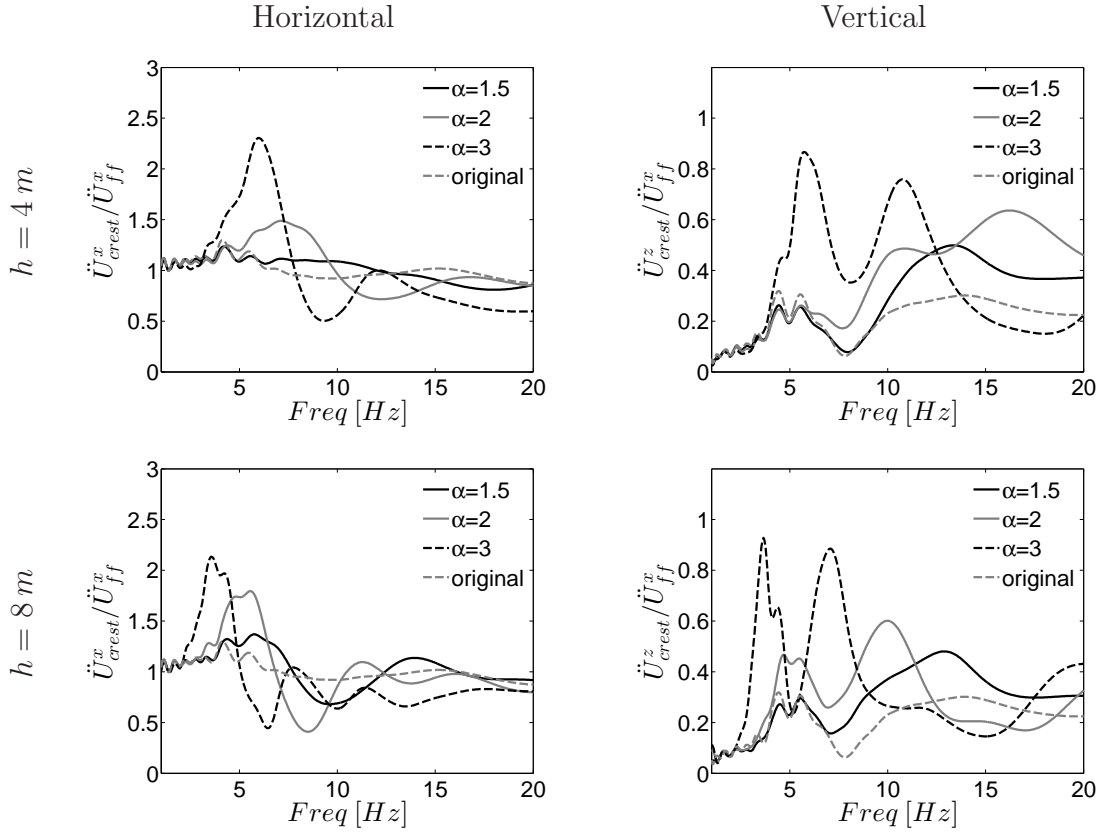 Horizontal
Vertical
h = 4 m
Ü^x_crest/Ü^x_ff
3
2.5
2
1.5
1
0.5
0
5
10
15
20
Freq [Hz]
α=1.5
α=2
α=3
original
Ü^z_crest/Ü^x_ff
1
0.8
0.6
0.4
0.2
0
5
10
15
20
Freq [Hz]
α=1.5
α=2
α=3
original
h = 8 m
Ü^x_crest/Ü^x_ff
3
2.5
2
1.5
1
0.5
0
5
10
15
20
Freq [Hz]
α=1.5
α=2
α=3
original
Ü^z_crest/Ü^x_ff
1
0.8
0.6
0.4
0.2
0
5
10
15
20
Freq [Hz]
α=1.5
α=2
α=3
original